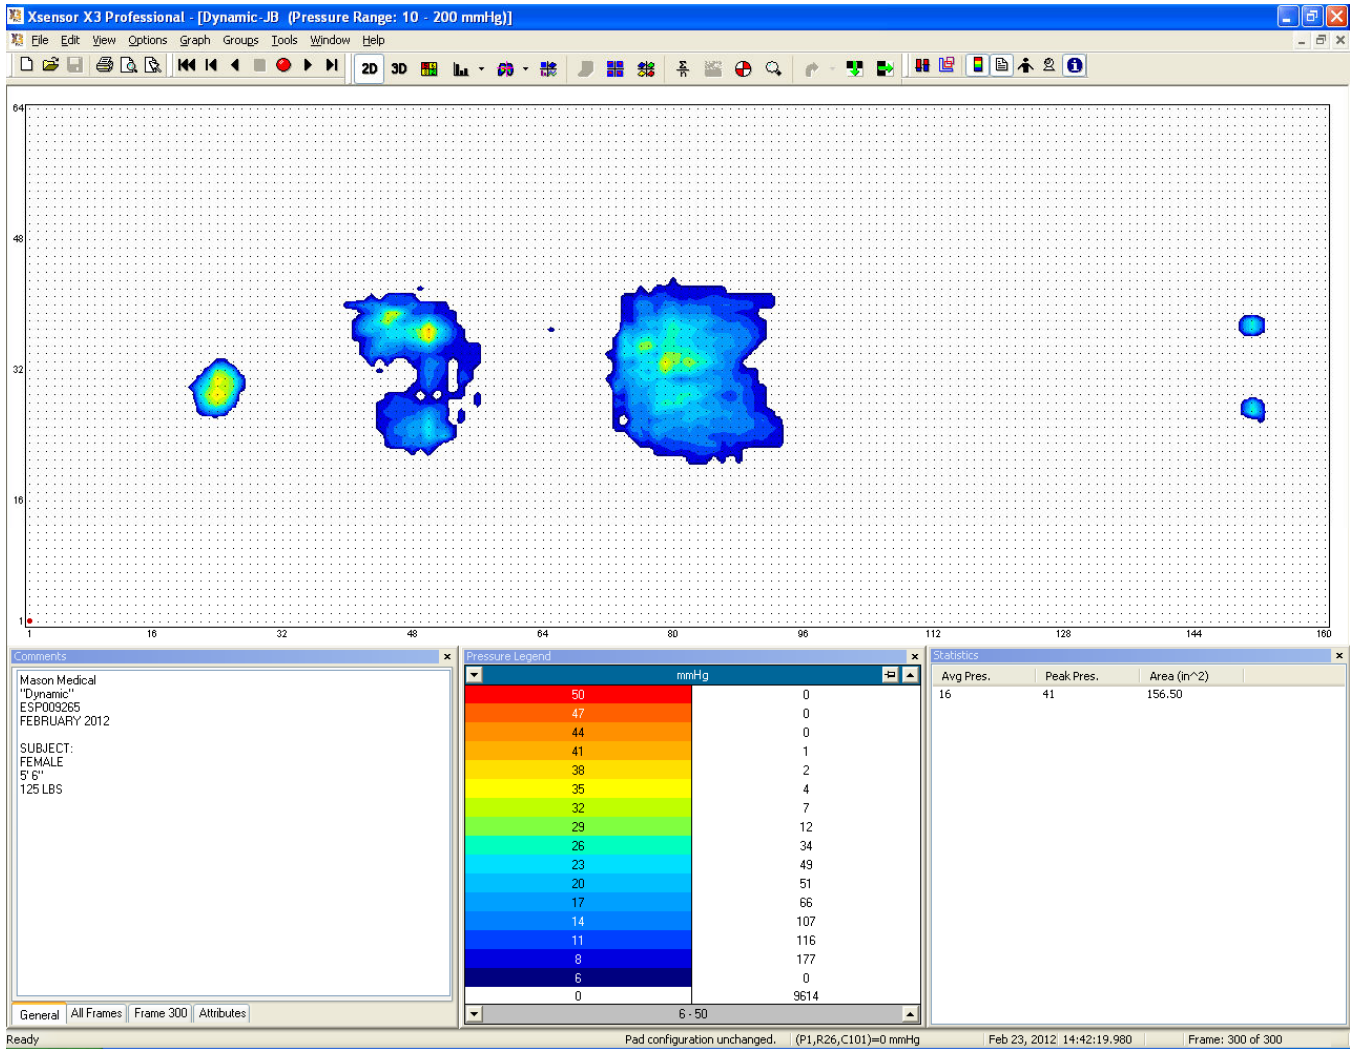 Xsensor X3 Professional - [Dynamic-JB (Pressure Range: 10 - 200 mmHg)]
File Edit View Options Graph Groups Tools Window Help
2D 3D
64
48
32
16
1
1 16 32 48 64 80 96 112 128 144 160
Comments
Mason Medical
"Dynamic"
ESP009265
FEBRUARY 2012
SUBJECT:
FEMALE
5' 6"
125 LBS
General All Frames Frame 300 Attributes
Pressure Legend
mmHg
50 0
47 0
44 0
41 1
38 2
35 4
32 7
29 12
26 34
23 49
20 51
17 66
14 107
11 116
8 177
6 0
0 9614
6 - 50
Statistics
Avg Pres. Peak Pres. Area (in^2)
16 41 156.50
Ready Pad configuration unchanged. (P1,R26,C101)=0 mmHg Feb 23, 2012 14:42:19.980 Frame: 300 of 300